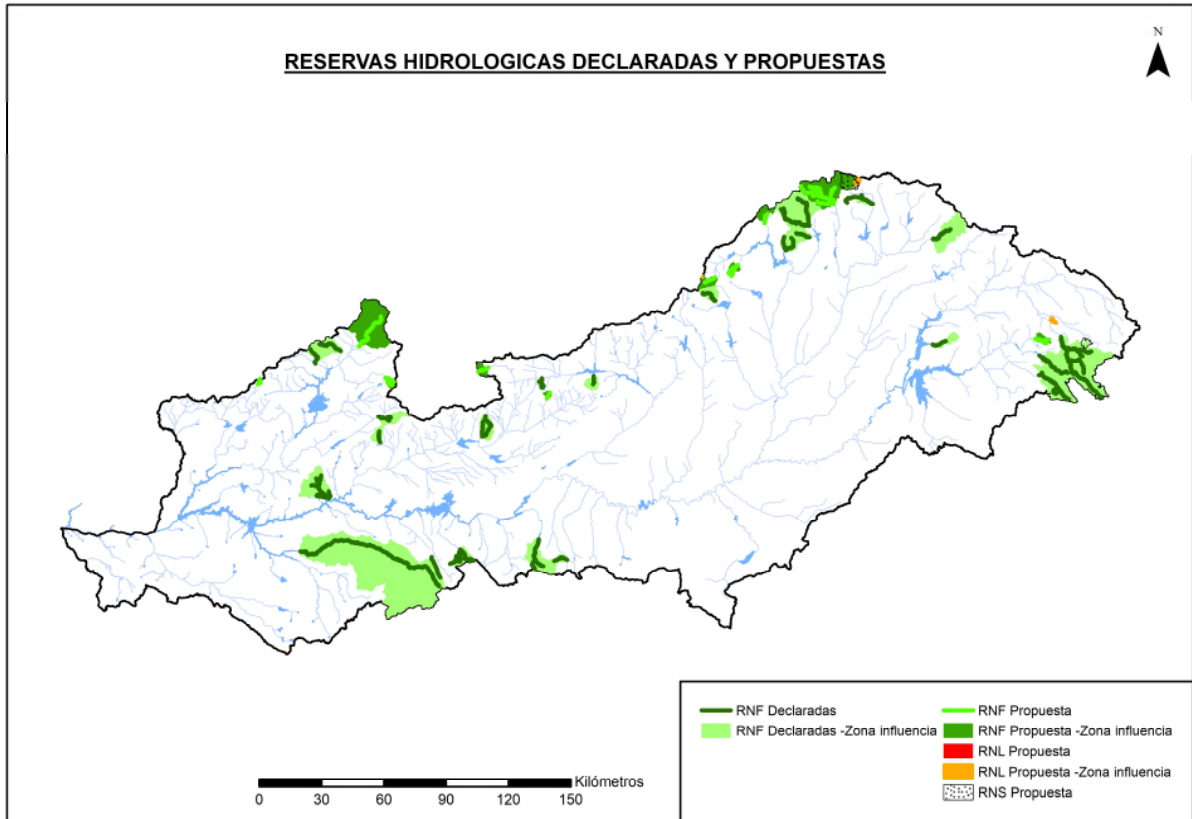 RESERVAS HIDROLOGICAS DECLARADAS Y PROPUESTAS
N
RNF Declaradas
RNF Declaradas -Zona influencia
RNF Propuesta
RNF Propuesta -Zona influencia
RNL Propuesta
RNL Propuesta -Zona influencia
RNS Propuesta
Kilómetros
0 30 60 90 120 150